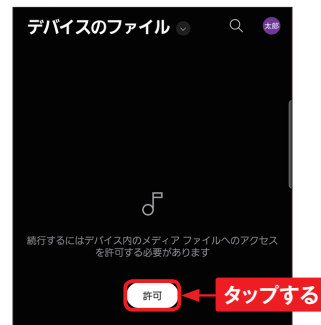 デバイスのファイル
太郎
続行するにはデバイス内のメディア ファイルへのアクセス
を許可する必要があります
許可
タップする